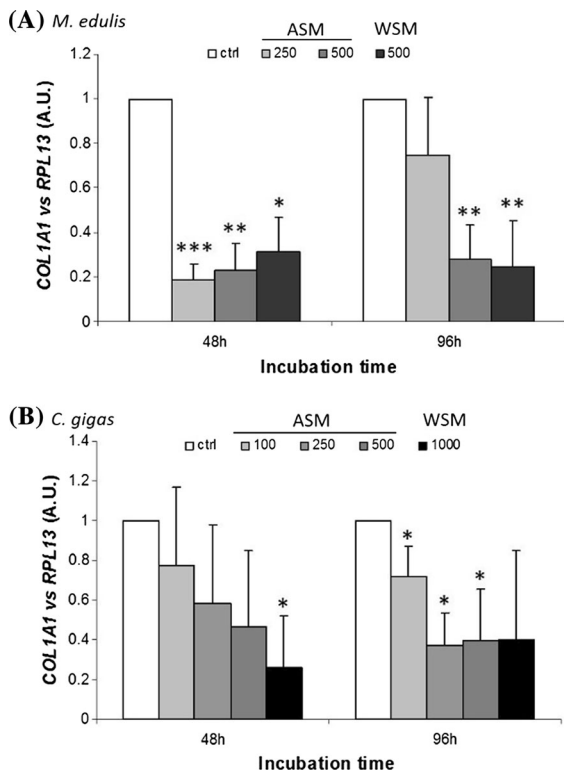 (A) M. edulis
ASM WSM
ctrl 250 500 500
COL1A1 vs RPL13 (A.U.)
1.2
1
0.8
0.6
0.4
0.2
0
***
**
*
**
**
48h 96h
Incubation time
(B) C. gigas
ASM WSM
ctrl 100 250 500 1000
COL1A1 vs RPL13 (A.U.)
1.4
1.2
1
0.8
0.6
0.4
0.2
0
*
*
*
*
48h 96h
Incubation time